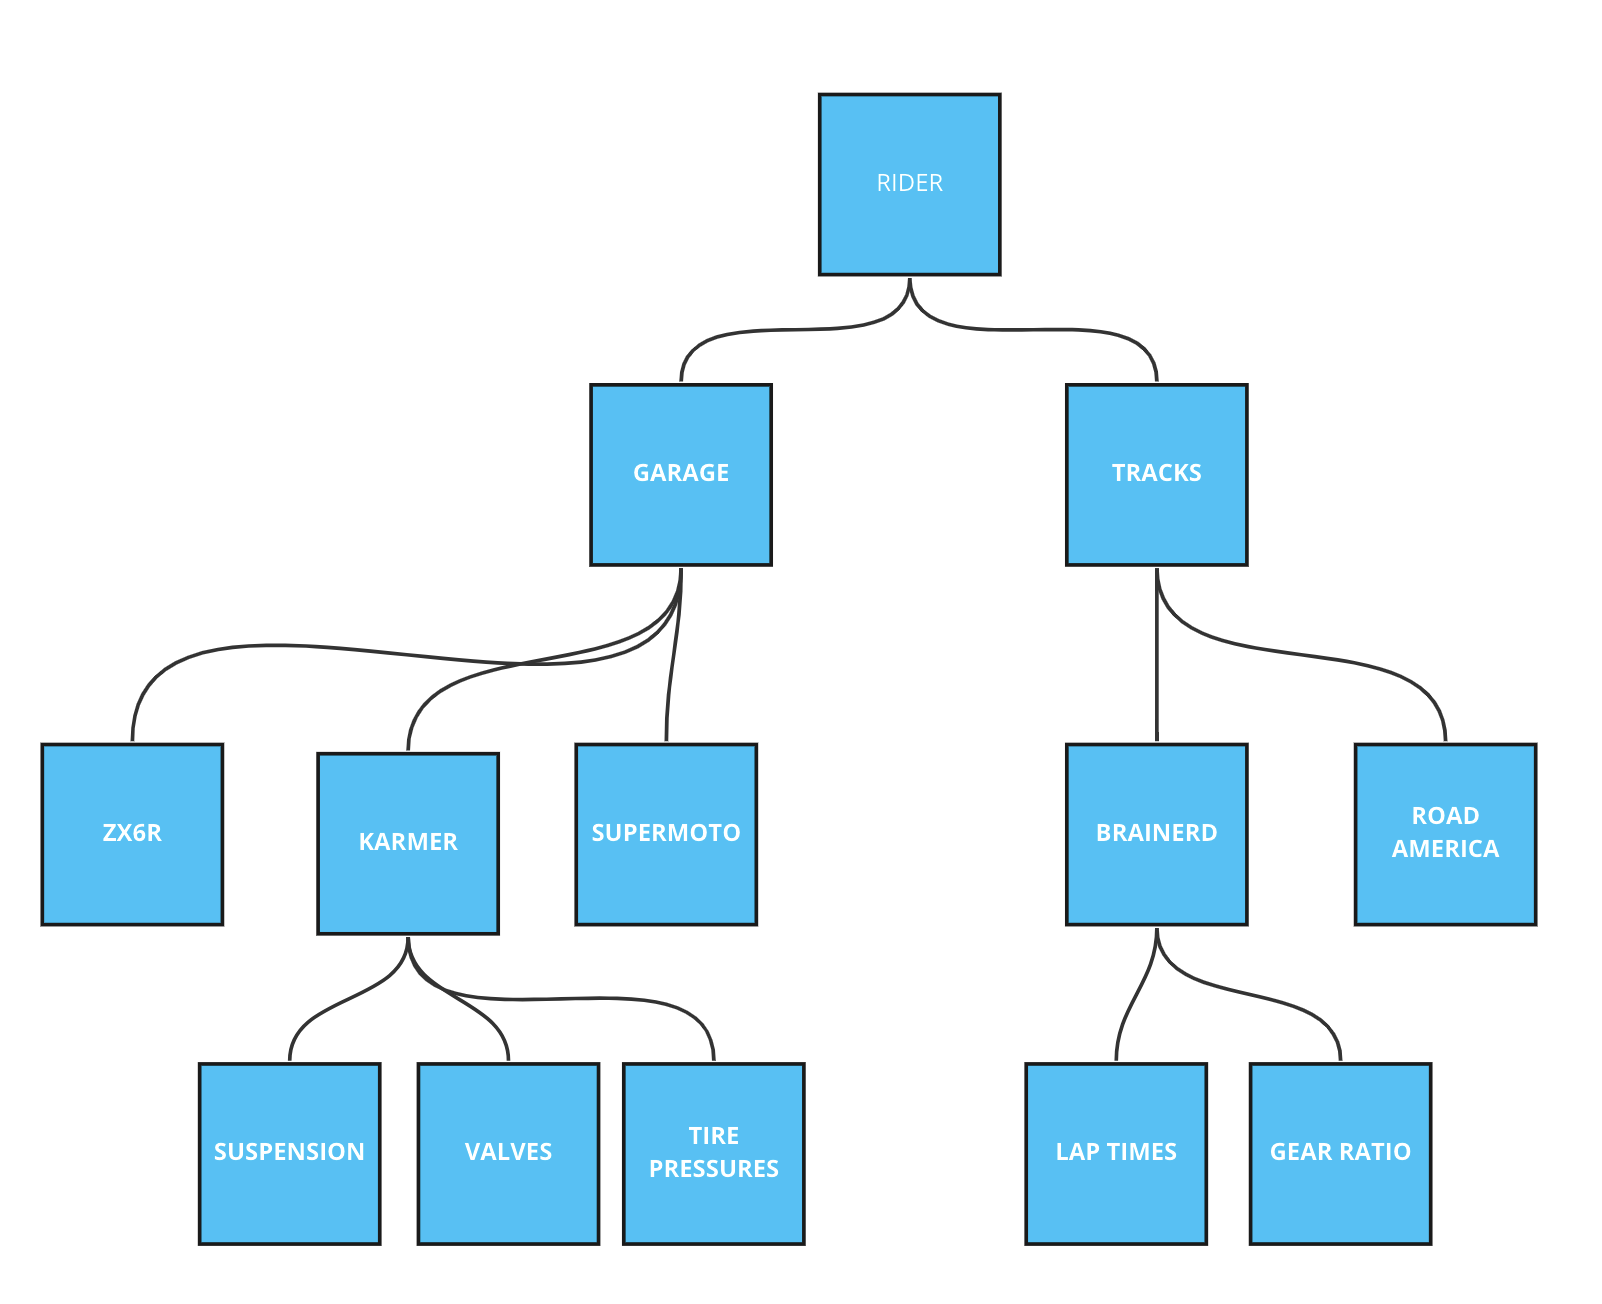 RIDER
GARAGE
TRACKS
ZX6R
KARMER
SUPERMOTO
BRAINERD
ROAD
AMERICA
SUSPENSION
VALVES
TIRE
PRESSURES
LAP TIMES
GEAR RATIO